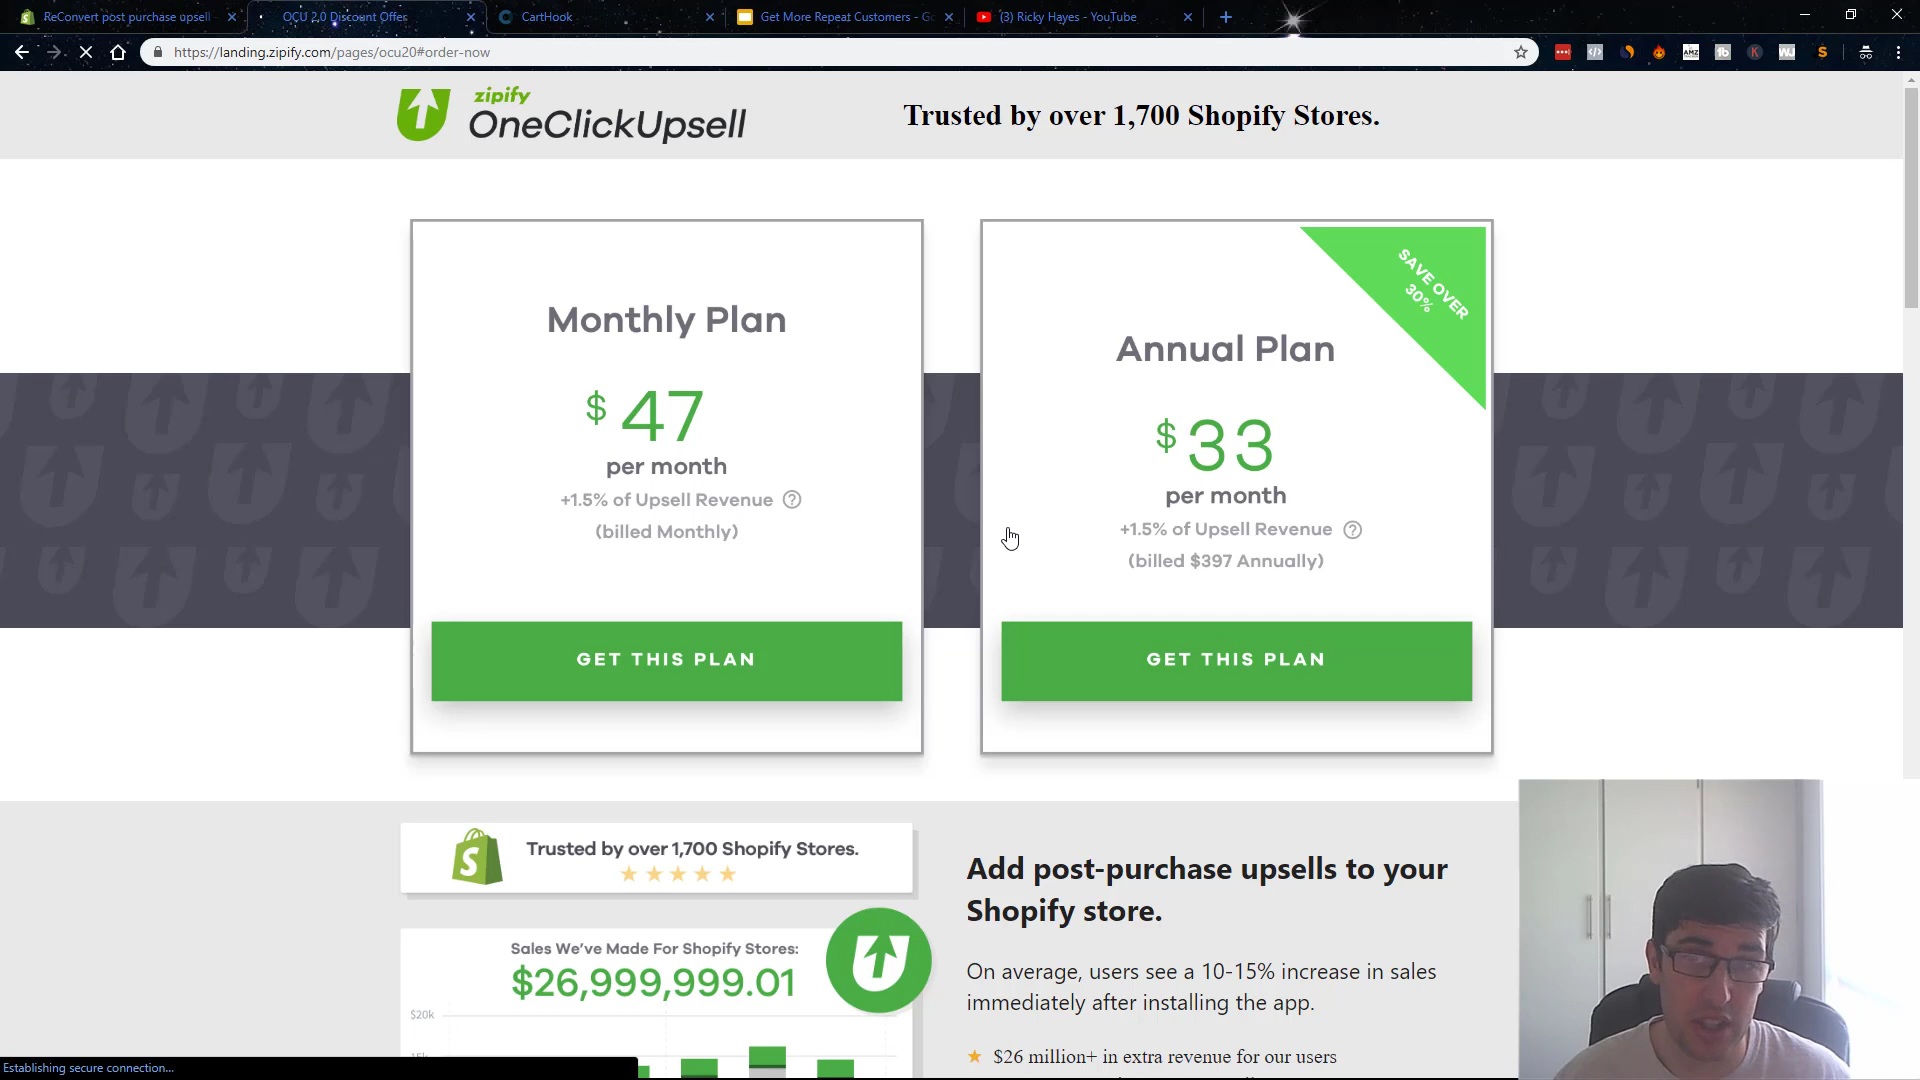 ReConvert post purchase upsell
OCU 2.0 Discount Offer
CartHook
Get More Repeat Customers - Go
(3) Ricky Hayes - YouTube
https://landing.zipify.com/pages/ocu20#order-now
zipify
OneClickUpsell
Trusted by over 1,700 Shopify Stores.
Monthly Plan
$ 47
per month
+1.5% of Upsell Revenue ?
(billed Monthly)
GET THIS PLAN
SAVE OVER
30%
Annual Plan
$ 33
per month
+1.5% of Upsell Revenue ?
(billed $397 Annually)
GET THIS PLAN
Trusted by over 1,700 Shopify Stores.
Sales We've Made For Shopify Stores:
$26,999,999.01
$20k
Add post-purchase upsells to your
Shopify store.
On average, users see a 10-15% increase in sales
immediately after installing the app.
$26 million+ in extra revenue for our users
Establishing secure connection...